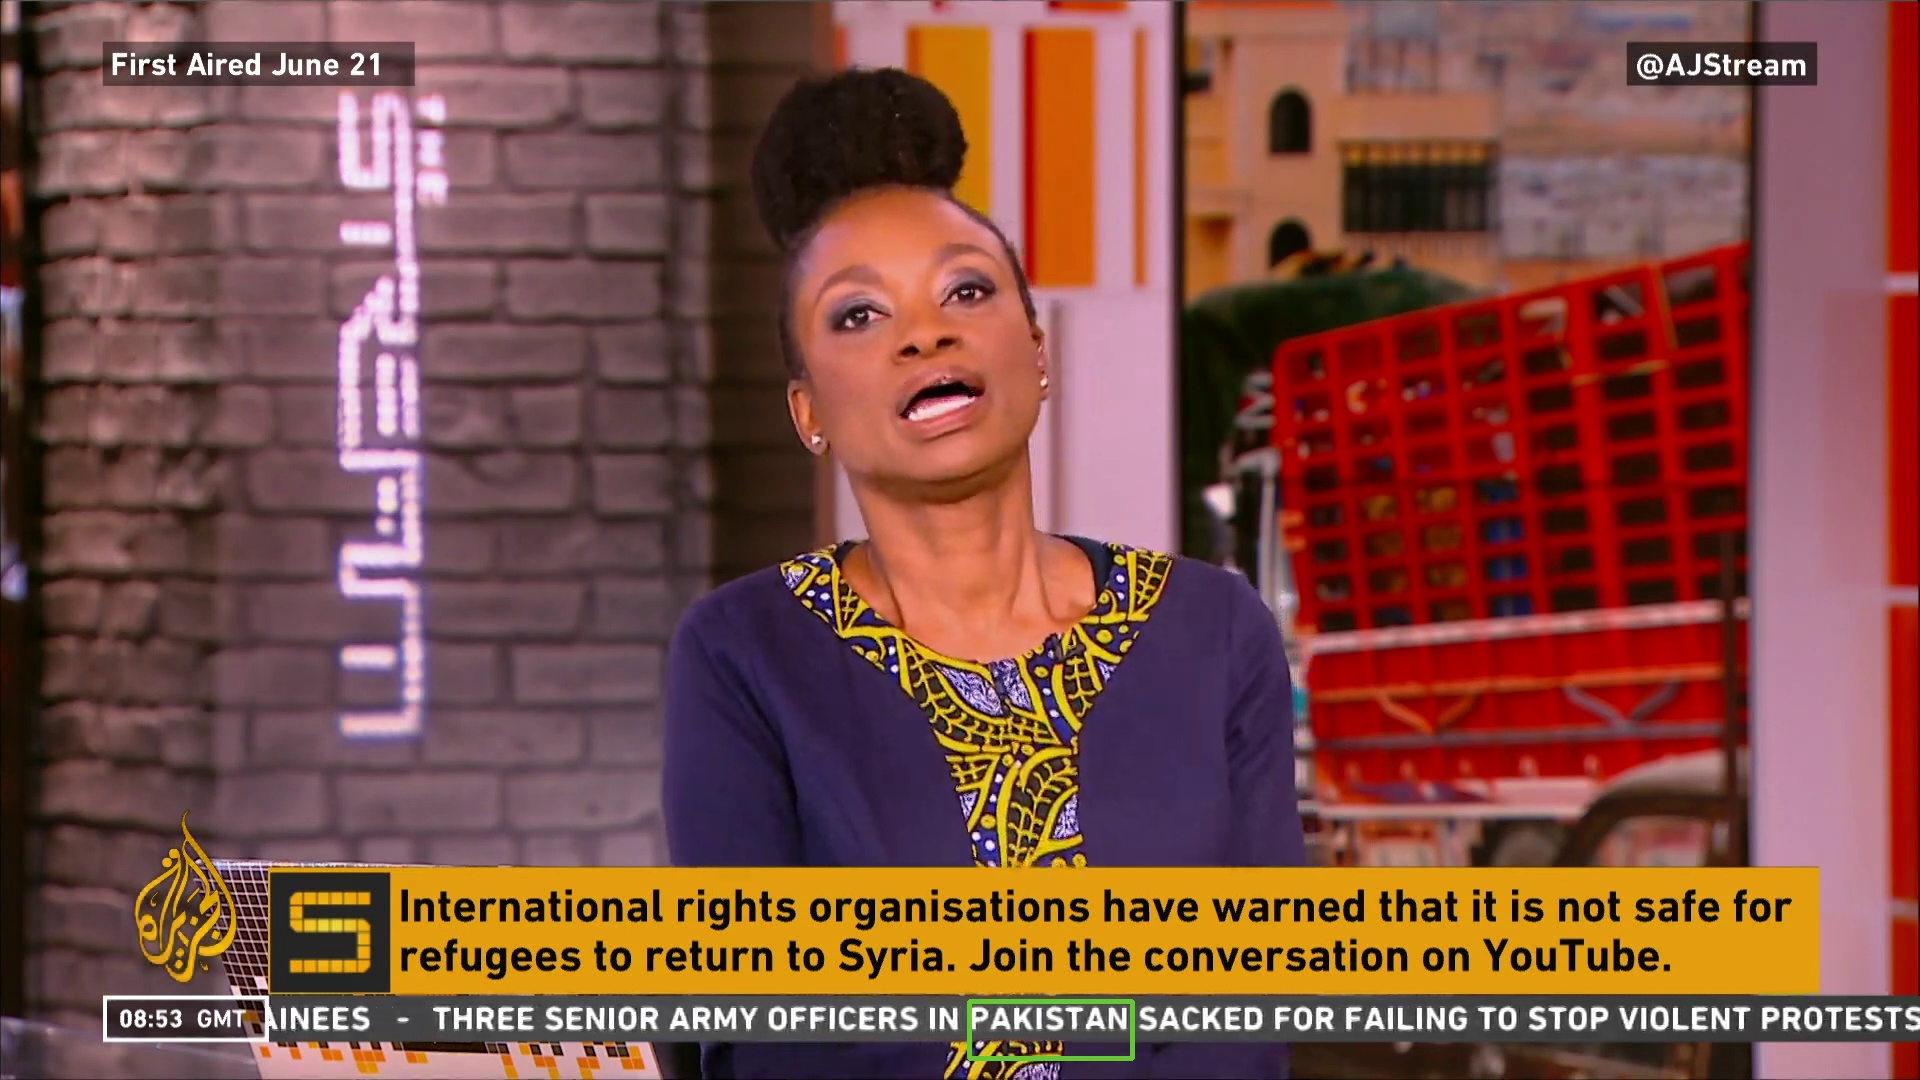 First Aired June 21
@AJStream
THE
STREAM
International rights organisations have warned that it is not safe for
refugees to return to Syria. Join the conversation on YouTube.
08:53 GMT
AINEES - THREE SENIOR ARMY OFFICERS IN PAKISTAN SACKED FOR FAILING TO STOP VIOLENT PROTESTS